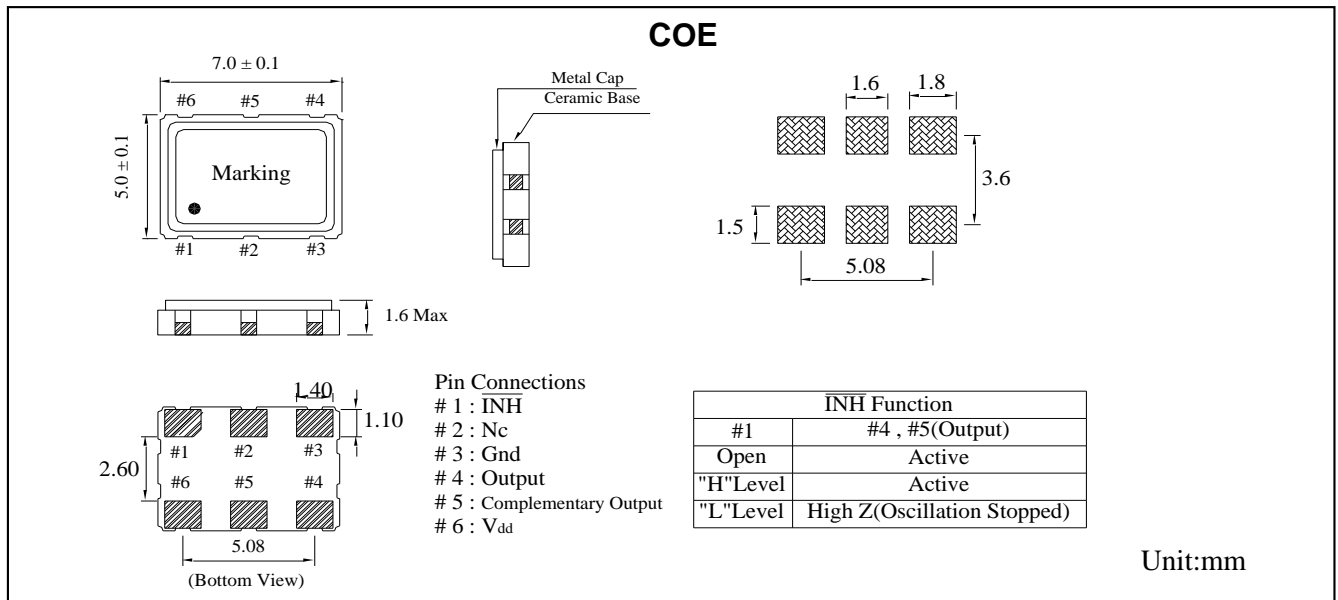 COE
7.0 ± 0.1
#6 #5 #4
5.0 ± 0.1
Marking
#1 #2 #3
Metal Cap
Ceramic Base
1.6 1.8
3.6
1.5
5.08
1.6 Max
1.40
1.10
#1 #2 #3
2.60
#6 #5 #4
5.08
(Bottom View)
Pin Connections
# 1 : I̅N̅H̅
# 2 : Nc
# 3 : Gnd
# 4 : Output
# 5 : Complementary Output
# 6 : Vdd
I̅N̅H̅ Function
#1 #4 , #5(Output)
Open Active
"H"Level Active
"L"Level High Z(Oscillation Stopped)
Unit:mm